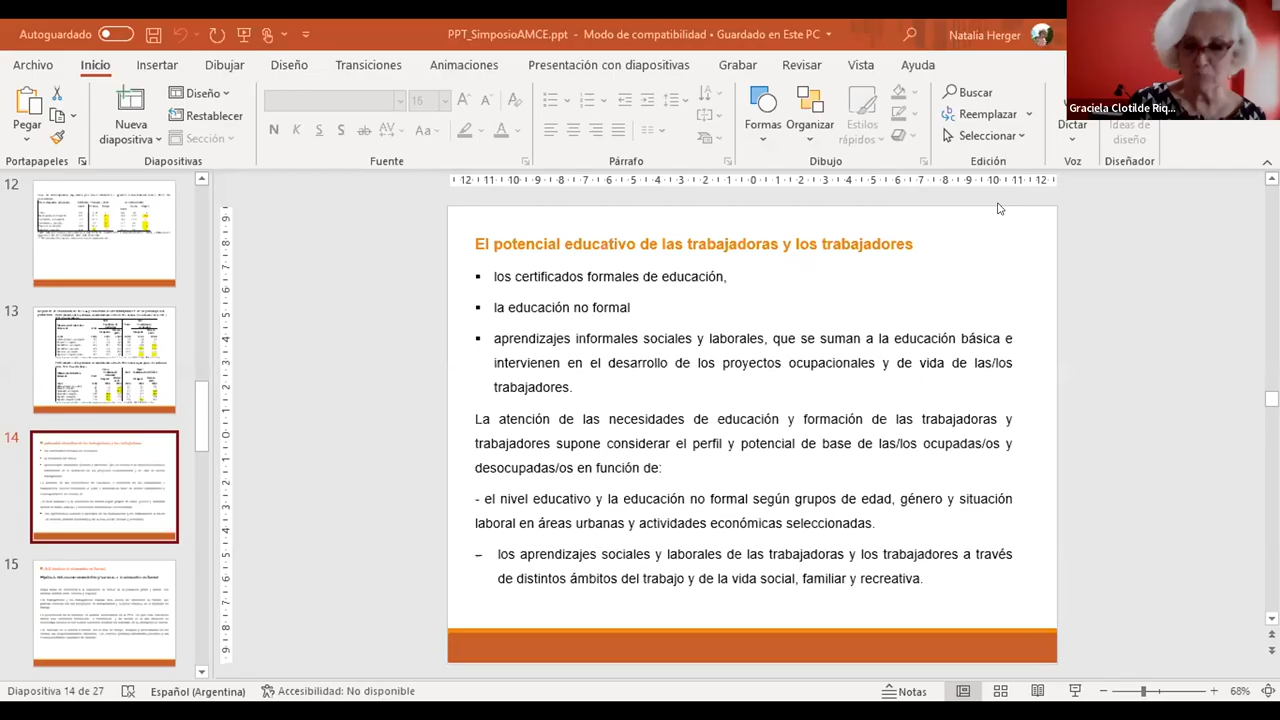 Autoguardado
PPT_SimposioAMCE.ppt - Modo de compatibilidad • Guardado en Este PC
Natalia Herger
Graciela Clotilde Riq...
Archivo Inicio Insertar Dibujar Diseño Transiciones Animaciones Presentación con diapositivas Grabar Revisar Vista Ayuda
Pegar
Nueva
diapositiva
Diseño
Restablecer
Sección
16
N K S
Aa
Formas
Organizar
Estilos
rápidos
Buscar
Reemplazar
Seleccionar
Dictar
Ideas de
diseño
Portapapeles Diapositivas Fuente Párrafo Dibujo Edición Voz Diseñador
12
13
14
15
El potencial educativo de las trabajadoras y los trabajadores
▪ los certificados formales de educación,
▪ la educación no formal
▪ aprendizajes informales sociales y laborales que se suman a la educación básica e
el desarrollo de los proyectos ocupacionales y de vida de las/los
trabajadores.
La atención de las necesidades de educación y formación de las trabajadoras y
considerar el perfil y potencial educativo de las/los ocupadas/os y
en función de:
– el nivel educativo y la educación no formal según grupos de edad, género y situación
laboral en áreas urbanas y actividades económicas seleccionadas.
– los aprendizajes sociales y laborales de las trabajadoras y los trabajadores a través
de distintos ámbitos del trabajo y de la vida social, familiar y recreativa.
Diapositiva 14 de 27
Español (Argentina)
Accesibilidad: No disponible
Notas
68%